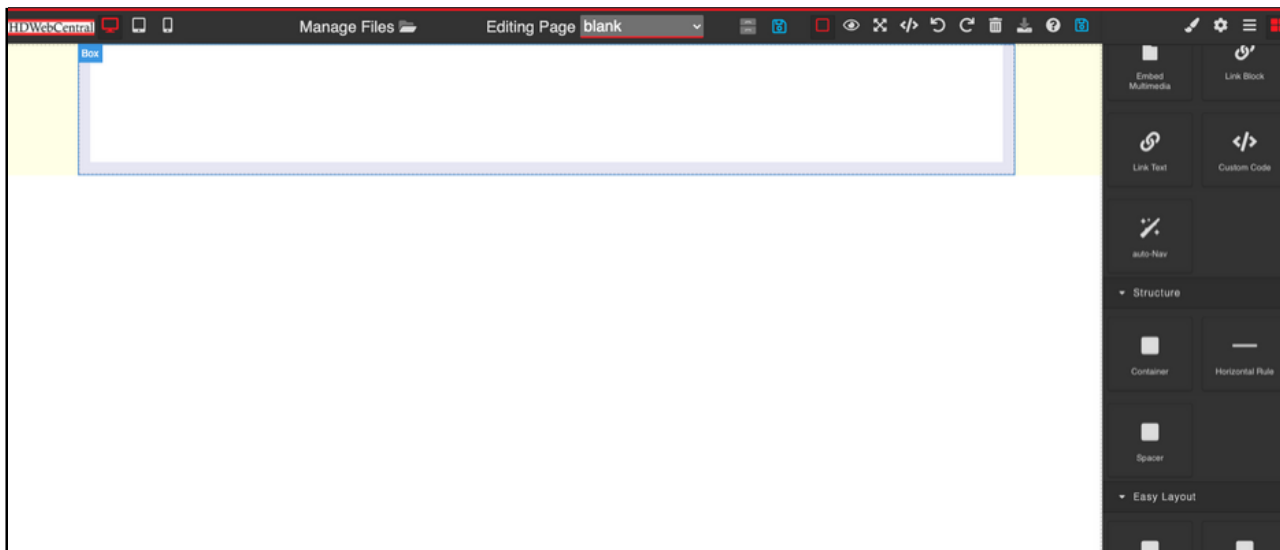 HDWebCentral
Manage Files
Editing Page blank
Box
Embed Multimedia
Link Block
Link Text
Custom Code
auto-Nav
Structure
Container
Horizontal Rule
Spacer
Easy Layout